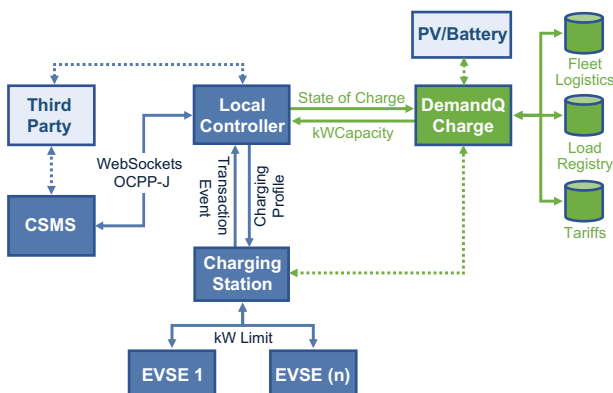 PV/Battery
Fleet
Logistics
Third
Party
Local
Controller
State of Charge
kWCapacity
DemandQ
Charge
Load
Registry
WebSockets
OCPP-J
Transaction
Event
Charging
Profile
CSMS
Tariffs
Charging
Station
kW Limit
EVSE 1
EVSE (n)